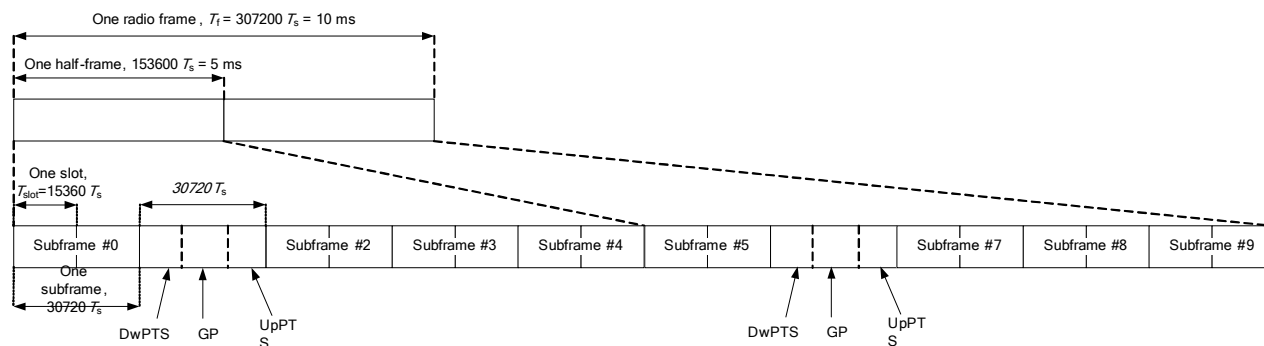 One radio frame , Tf = 307200 Ts = 10 ms
One half-frame, 153600 Ts = 5 ms
One slot,
Tslot=15360 Ts
30720 Ts
Subframe #0
Subframe #2
Subframe #3
Subframe #4
Subframe #5
Subframe #7
Subframe #8
Subframe #9
One
subframe ,
30720 Ts
DwPTS
GP
UpPT
S
DwPTS
GP
UpPT
S